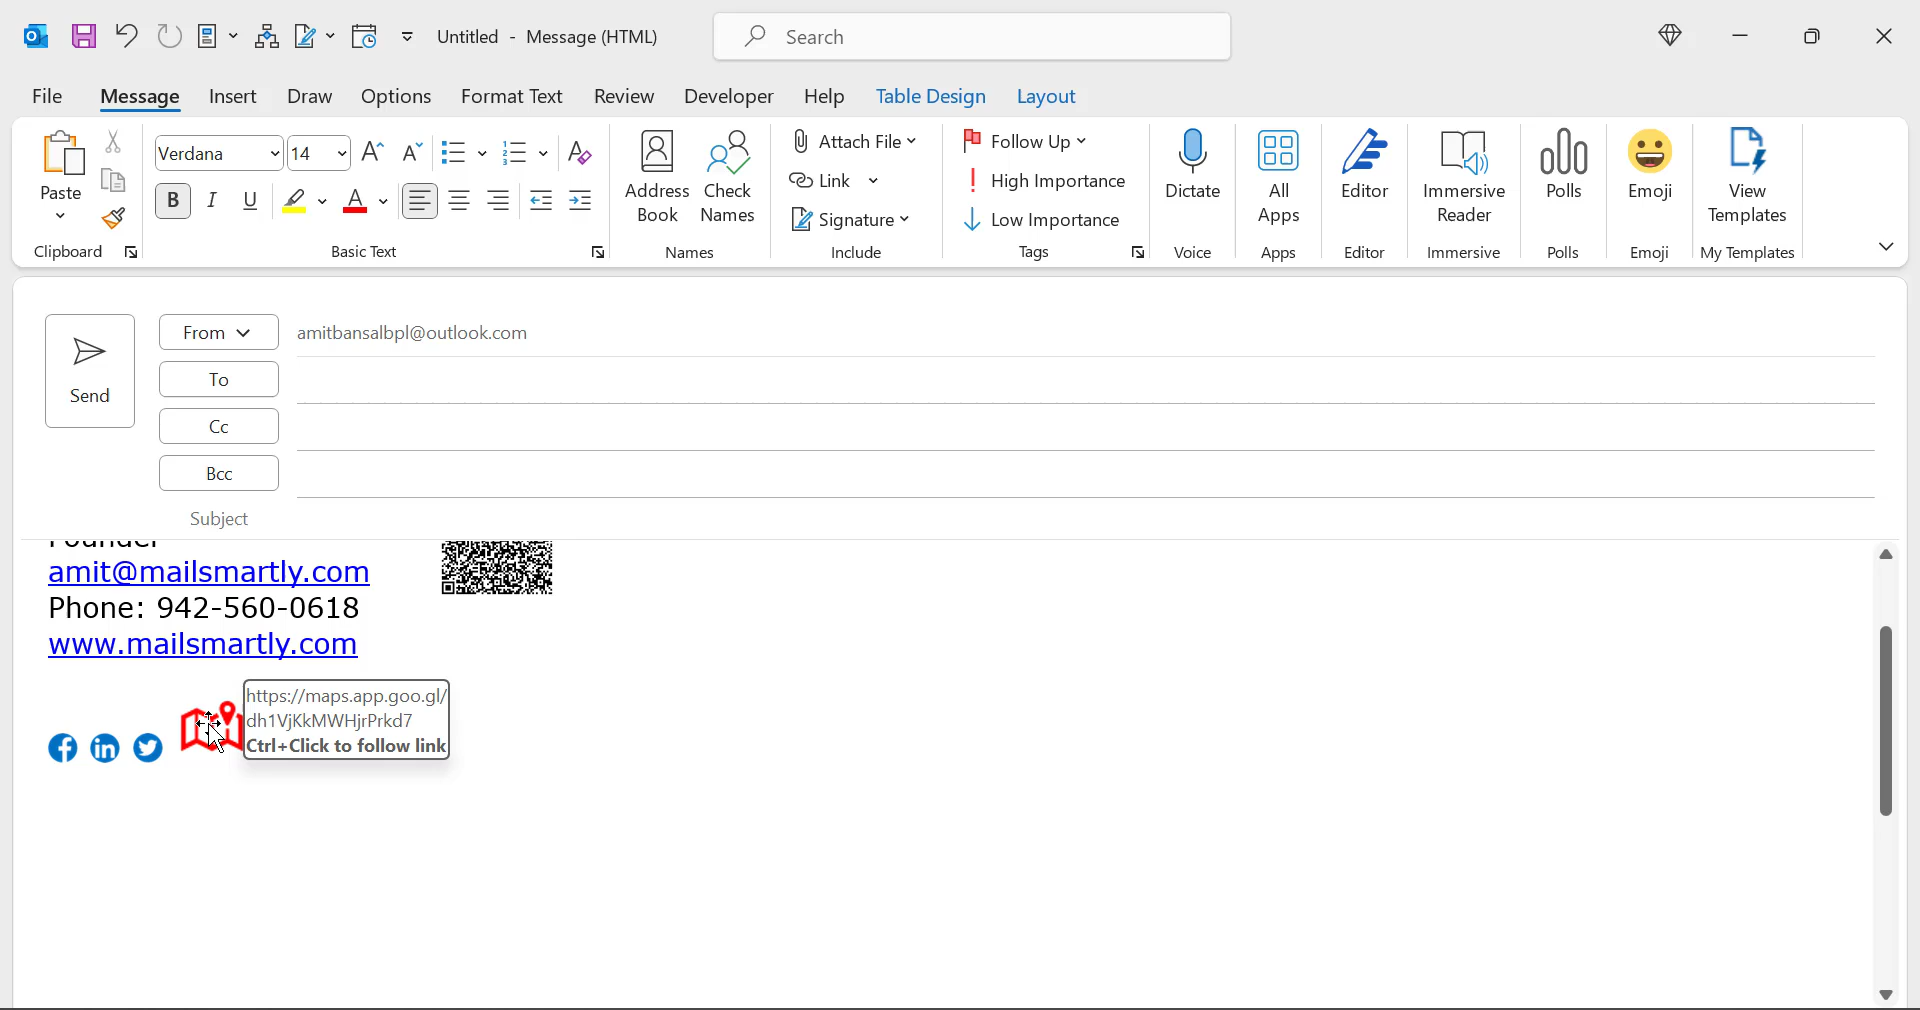 Untitled - Message (HTML)
Search
File Message Insert Draw Options Format Text Review Developer Help Table Design Layout
Paste
Clipboard
Verdana 14
B I U A
Basic Text
Address Book
Check Names
Names
Attach File
Link
Signature
Include
Follow Up
High Importance
Low Importance
Tags
Dictate
Voice
All Apps
Apps
Editor
Editor
Immersive Reader
Immersive
Polls
Polls
Emoji
Emoji
View Templates
My Templates
Send
From amitbansalbpl@outlook.com
To
Cc
Bcc
Subject
Founder
amit@mailsmartly.com
Phone: 942-560-0618
www.mailsmartly.com
https://maps.app.goo.gl/
dh1VjKkMWHjrPrkd7
Ctrl+Click to follow link